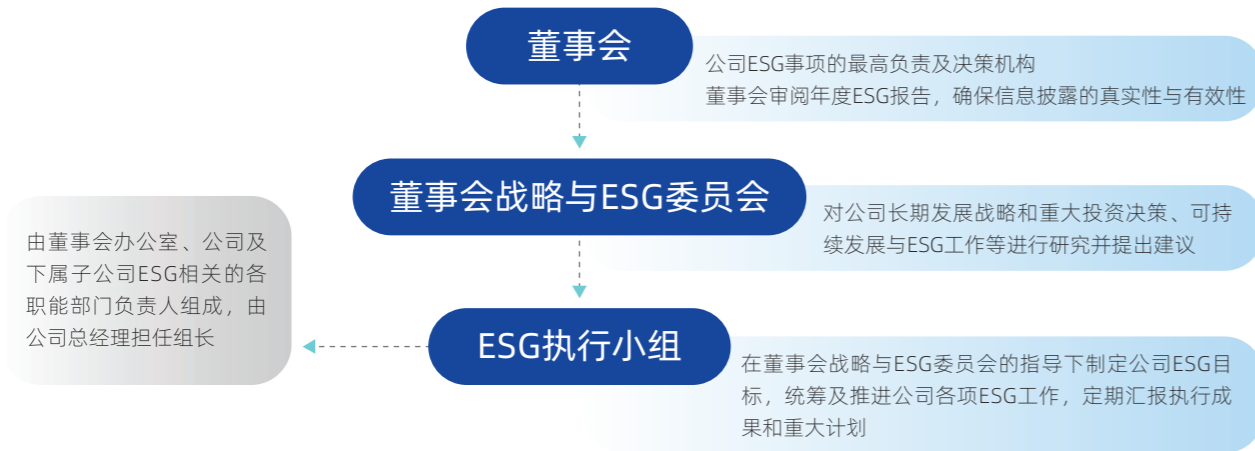 董事会
公司ESG事项的最高负责及决策机构
董事会审阅年度ESG报告，确保信息披露的真实性与有效性
董事会战略与ESG委员会
对公司长期发展战略和重大投资决策、可持
续发展与ESG工作等进行研究并提出建议
由董事会办公室、公司及
下属子公司ESG相关的各
职能部门负责人组成，由
公司总经理担任组长
ESG执行小组
在董事会战略与ESG委员会的指导下制定公司ESG目
标，统筹及推进公司各项ESG工作，定期汇报执行成
果和重大计划